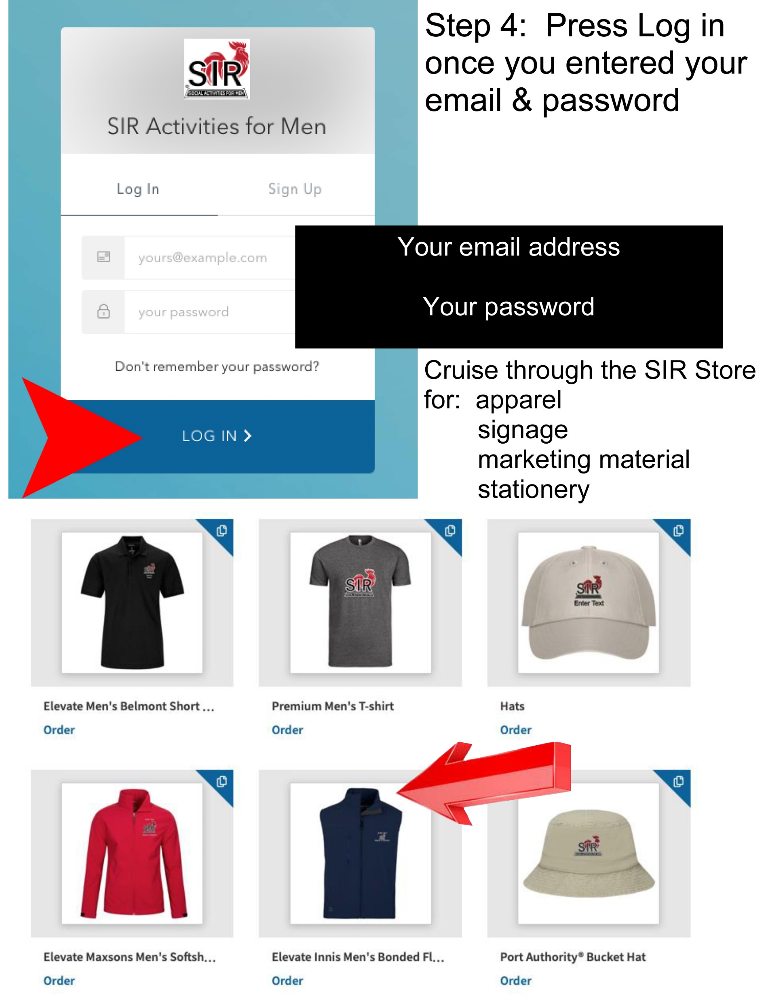 Step 4: Press Log in
once you entered your
email & password
SIR
SOCIAL ACTIVITIES FOR MEN
SIR Activities for Men
Log In
Sign Up
yours@example.com
your password
Your email address
Your password
Don't remember your password?
LOG IN >
Cruise through the SIR Store
for: apparel
signage
marketing material
stationery
SIR
SIR
Enter Text
Elevate Men's Belmont Short ...
Premium Men's T-shirt
Hats
Order
Order
Order
SIR
SIR
Elevate Maxsons Men's Softsh...
Elevate Innis Men's Bonded Fl...
Port Authority® Bucket Hat
Order
Order
Order